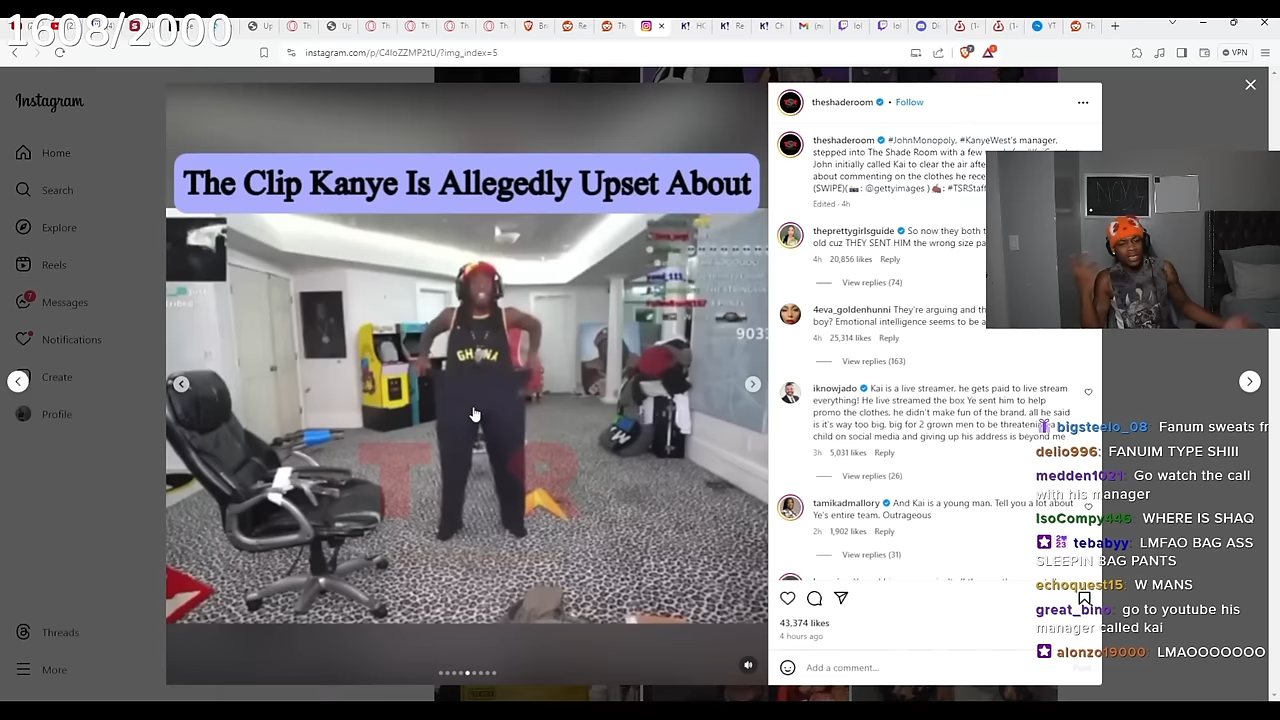 1608/2000
instagram.com/p/C4IoZZMP2tU/?img_index=5
VPN
Instagram
Home
Search
Explore
Reels
7
Messages
Notifications
Create
Profile
Threads
More
The Clip Kanye Is Allegedly Upset About
GHANA
903
theshaderoom • Follow
theshaderoom #JohnMonopoly, #KanyeWest's manager,
stepped into The Shade Room with a few
John initially called Kai to clear the air afte
about commenting on the clothes he rece
(SWIPE)(📷: @gettyimages )✍🏾: #TSRStaff
Edited · 4h
theprettygirlsguide So now they both t
old cuz THEY SENT HIM the wrong size pa
4h 20,856 likes Reply
View replies (74)
4eva_goldenhunni They're arguing and th
boy? Emotional intelligence seems to be a
4h 25,314 likes Reply
View replies (163)
iknowjado Kai is a live streamer, he gets paid to live stream
everything! He live streamed the box Ye sent him to help
promo the clothes, he didn't make fun of the brand, all he said
is it's way too big, big for 2 grown men to be threatening a
child on social media and giving up his address is beyond me
3h 5,031 likes Reply
View replies (26)
tamikadmallory And Kai is a young man. Tell you a lot about
Ye's entire team. Outrageous
2h 1,902 likes Reply
View replies (31)
43,374 likes
4 hours ago
Add a comment...
Post
bigsteelo_08: Fanum sweats fr
delio996: FANUIM TYPE SHIII
medden1021: Go watch the call
with his manager
IsoCompy445: WHERE IS SHAQ
tebabyy: LMFAO BAG ASS
SLEEPIN BAG PANTS
echoquest15: W MANS
great_bino: go to youtube his
manager called kai
alonzo19000: LMAOOOOOOO